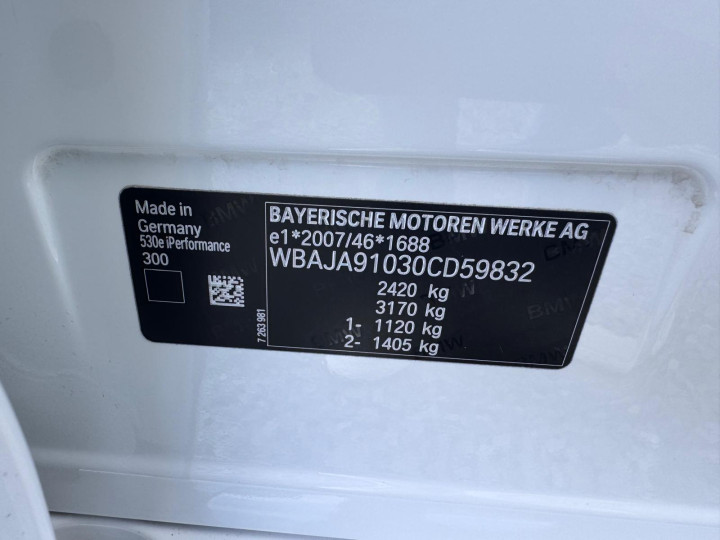 Made in
Germany
530e iPerformance
300
7 263 981
BAYERISCHE MOTOREN WERKE AG
e1*2007/46*1688
WBAJA91030CD59832
2420 kg
3170 kg
1- 1120 kg
2- 1405 kg